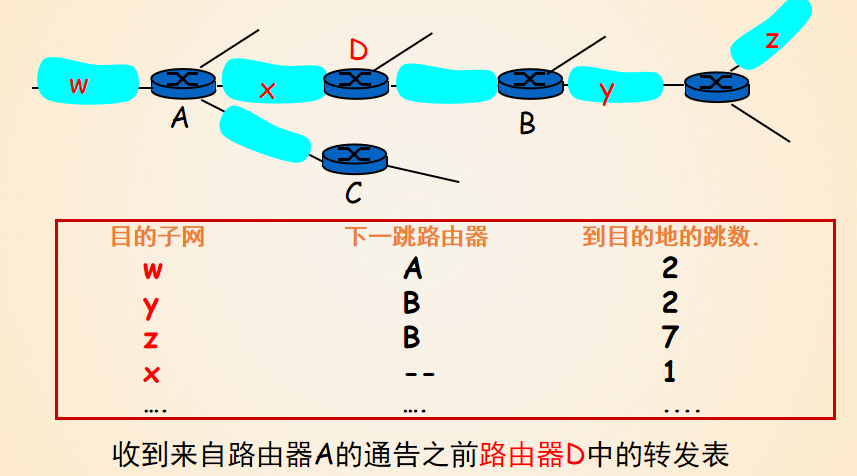 D
z
w
x
y
A
B
C
目的子网 下一跳路由器 到目的地的跳数.
w A 2
y B 2
z B 7
x -- 1
.... .... ....
收到来自路由器A的通告之前路由器D中的转发表